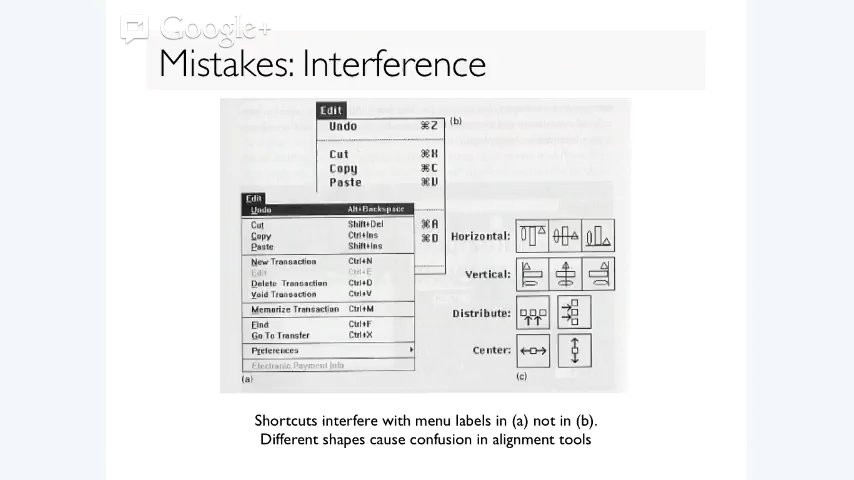 Google+
Mistakes: Interference
Edit
Undo ⌘Z
(b)
Cut ⌘X
Copy ⌘C
Paste ⌘V
⌘A
⌘D
Edit
Undo Alt+Backspace
Cut Shift+Del
Copy Ctrl+Ins
Paste Shift+Ins
New Transaction Ctrl+N
Edit Ctrl+E
Delete Transaction Ctrl+D
Void Transaction Ctrl+V
Memorize Transaction Ctrl+M
Find Ctrl+F
Go To Transfer Ctrl+X
Preferences
Electronic Payment Info
(a)
Horizontal:
Vertical:
Distribute:
Center:
(c)
Shortcuts interfere with menu labels in (a) not in (b).
Different shapes cause confusion in alignment tools